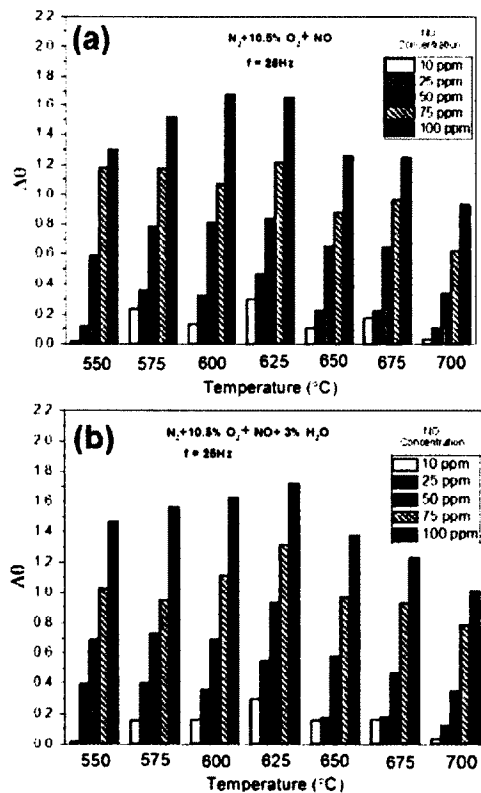 (a)
N2+10.5% O2+ NO
f = 25Hz
NO
Concentration
10 ppm
25 ppm
50 ppm
75 ppm
100 ppm
2.2
2.0
1.8
1.6
1.4
1.2
1.0
0.8
0.6
0.4
0.2
0.0
Δθ
550 575 600 625 650 675 700
Temperature (°C)
(b)
N2+10.5% O2+ NO+ 3% H2O
f = 25Hz
NO
Concentration
10 ppm
25 ppm
50 ppm
75 ppm
100 ppm
2.2
2.0
1.8
1.6
1.4
1.2
1.0
0.8
0.6
0.4
0.2
0.0
Δθ
550 575 600 625 650 675 700
Temperature (°C)